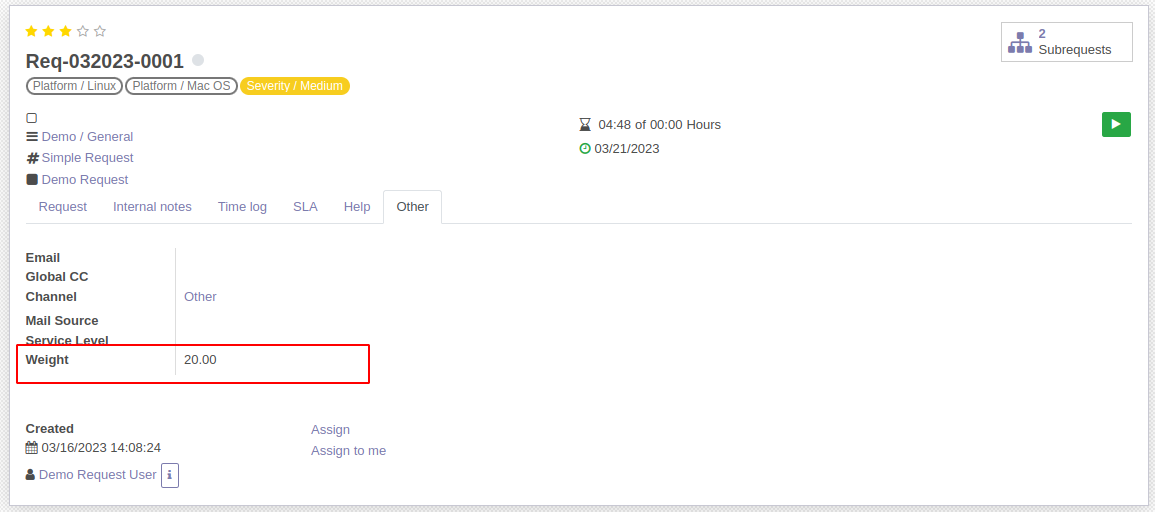 2
Subrequests
Req-032023-0001
Platform / Linux Platform / Mac OS Severity / Medium
04:48 of 00:00 Hours
03/21/2023
Demo / General
Simple Request
Demo Request
Request Internal notes Time log SLA Help Other
Email
Global CC
Channel Other
Mail Source
Service Level
Weight 20.00
Created
03/16/2023 14:08:24
Demo Request User i
Assign
Assign to me